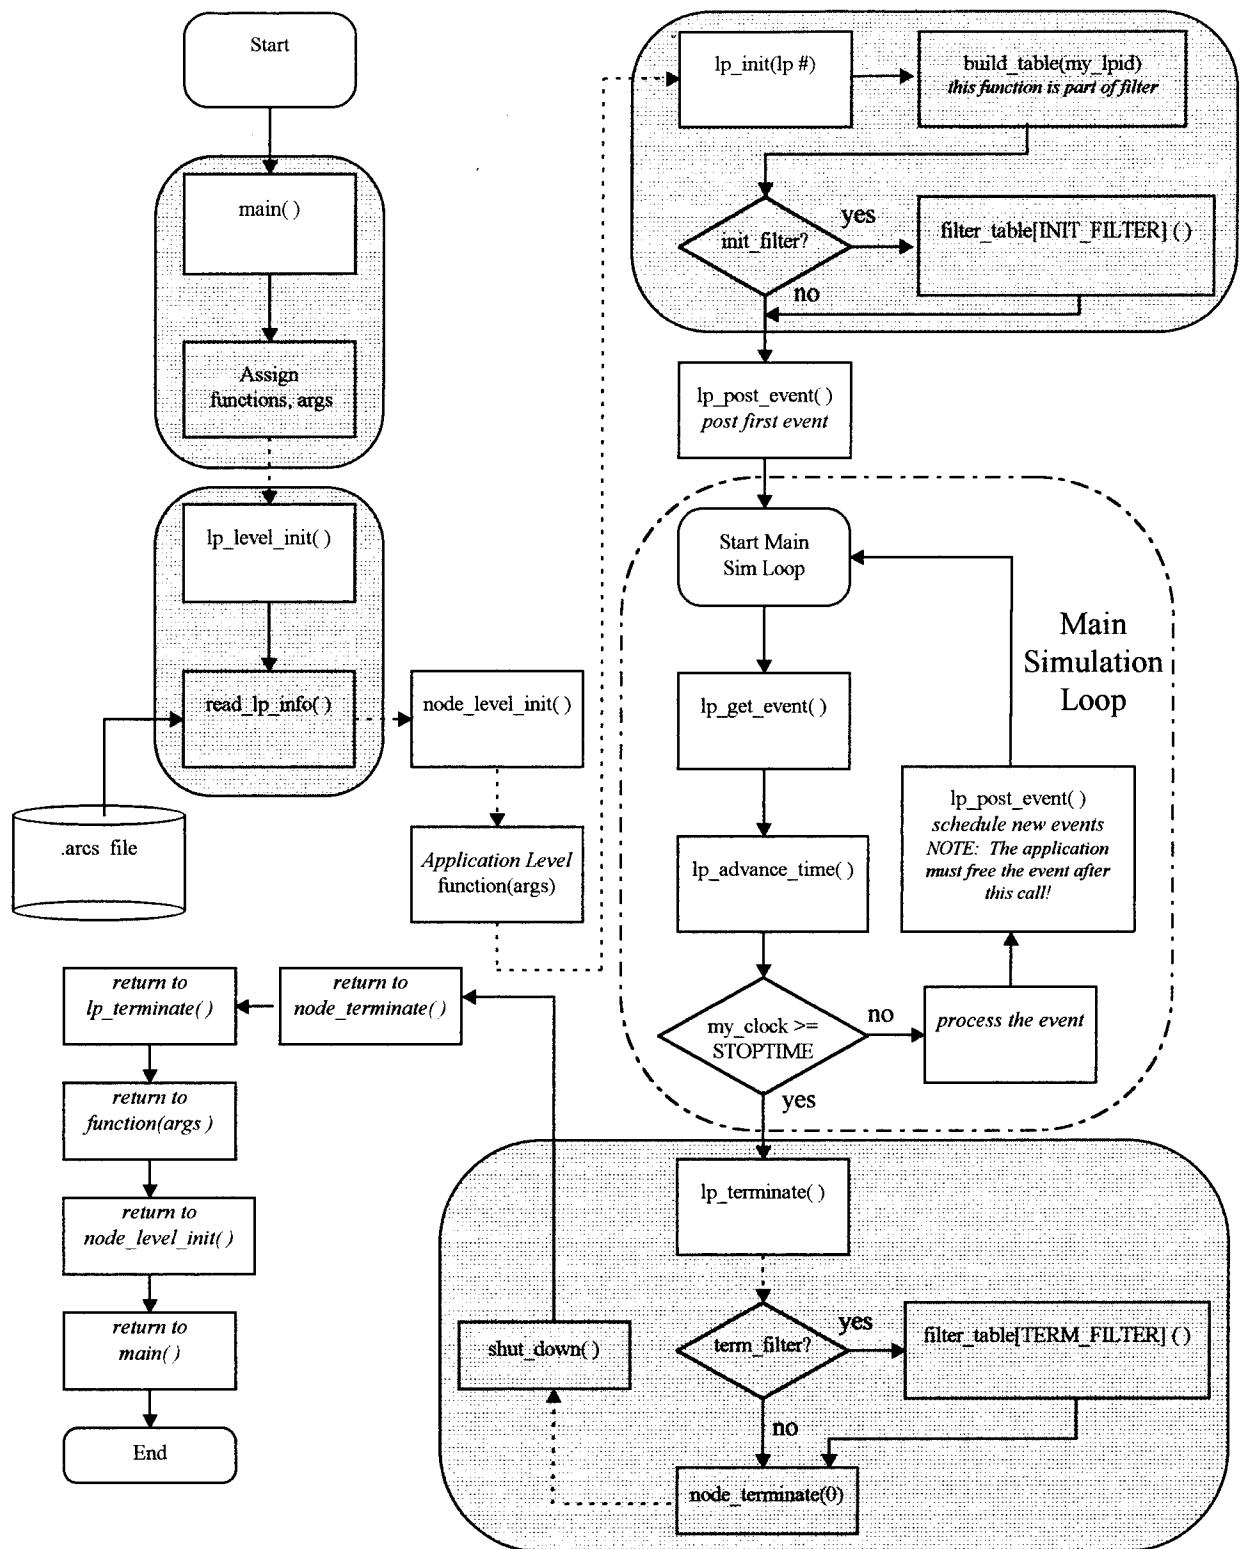 Start
main( )
Assign
functions, args
lp_level_init( )
read_lp_info( )
.arcs file
node_level_init( )
Application Level
function(args)
lp_init(lp #)
build_table(my_lpid)
this function is part of filter
init_filter?
yes
filter_table[INIT_FILTER] ( )
no
lp_post_event( )
post first event
Start Main
Sim Loop
Main
Simulation
Loop
lp_get_event( )
lp_advance_time( )
lp_post_event( )
schedule new events
NOTE: The application
must free the event after
this call!
my_clock >=
STOPTIME
no
process the event
yes
lp_terminate( )
term_filter?
yes
filter_table[TERM_FILTER] ( )
no
node_terminate(0)
shut_down( )
return to
node_terminate( )
return to
lp_terminate( )
return to
function(args )
return to
node_level_init( )
return to
main( )
End